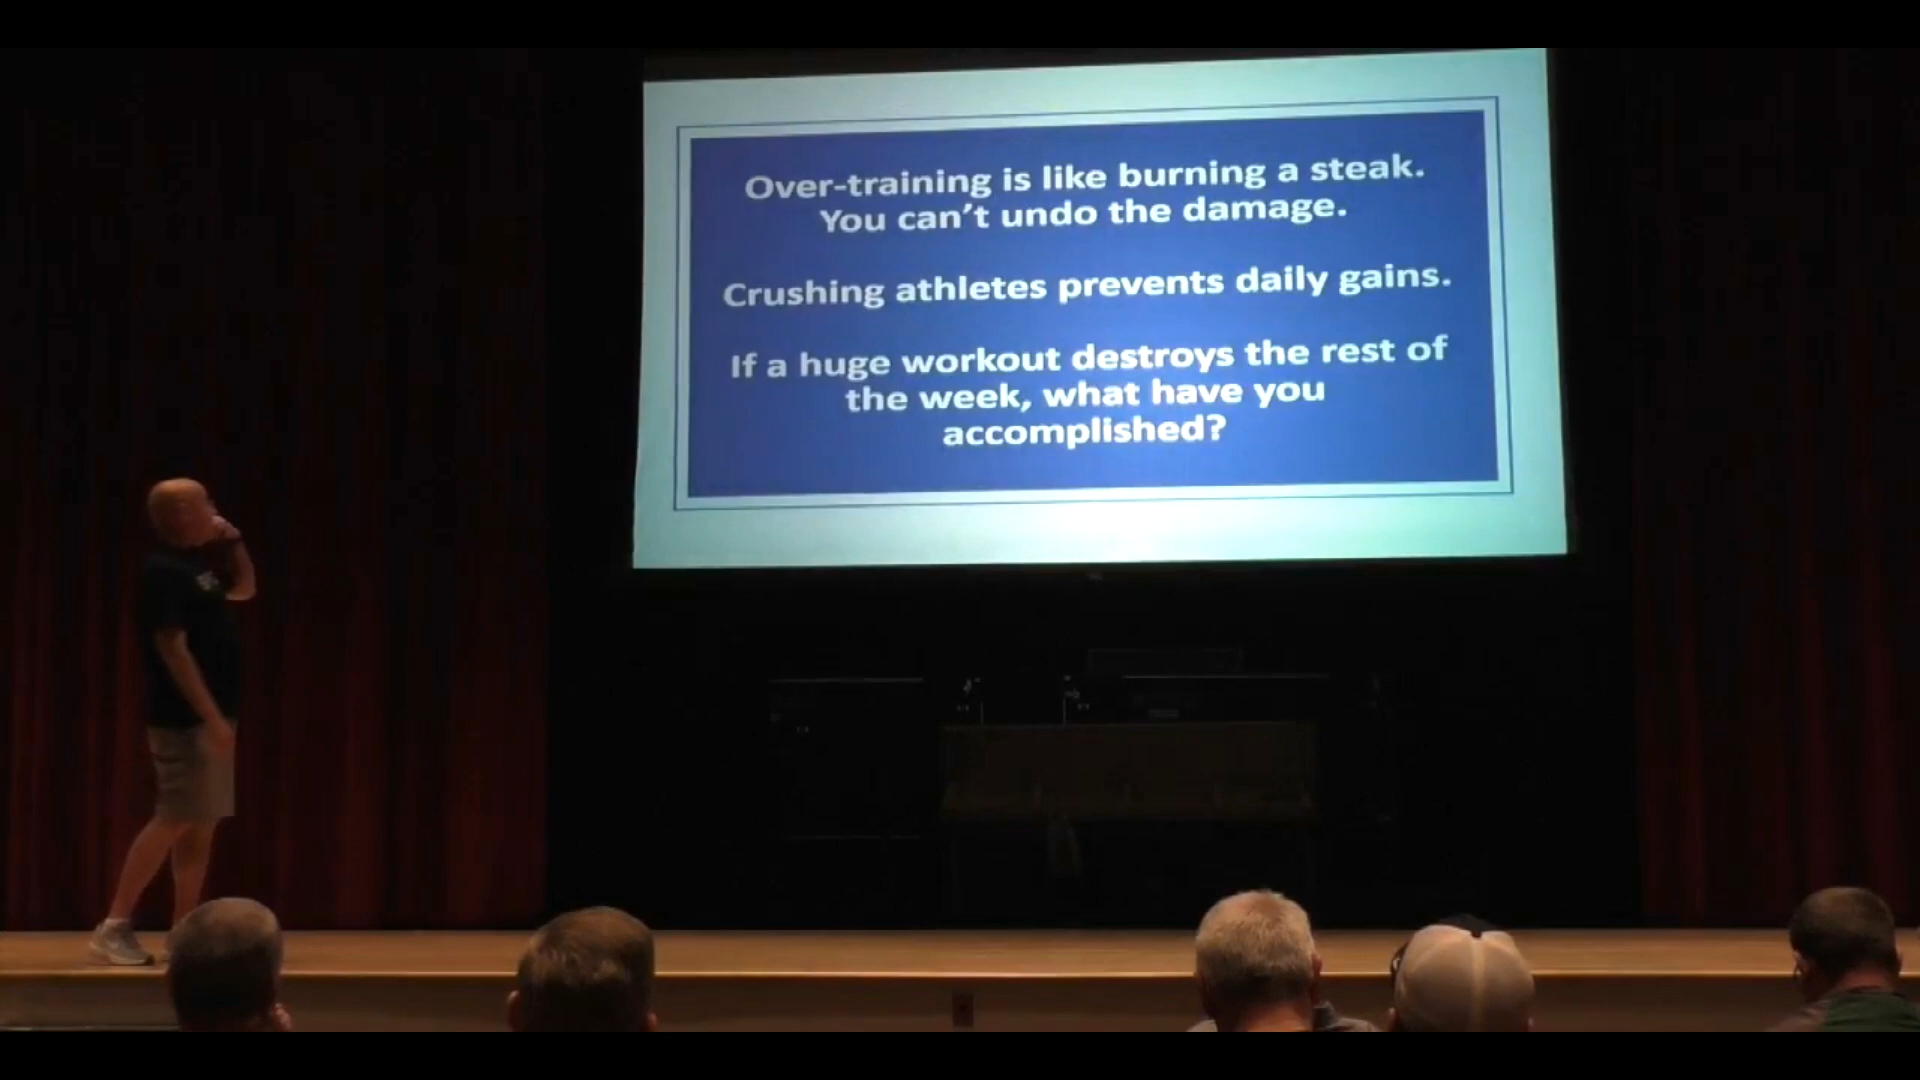 Over-training is like burning a steak.
You can't undo the damage.
Crushing athletes prevents daily gains.
If a huge workout destroys the rest of
the week, what have you
accomplished?